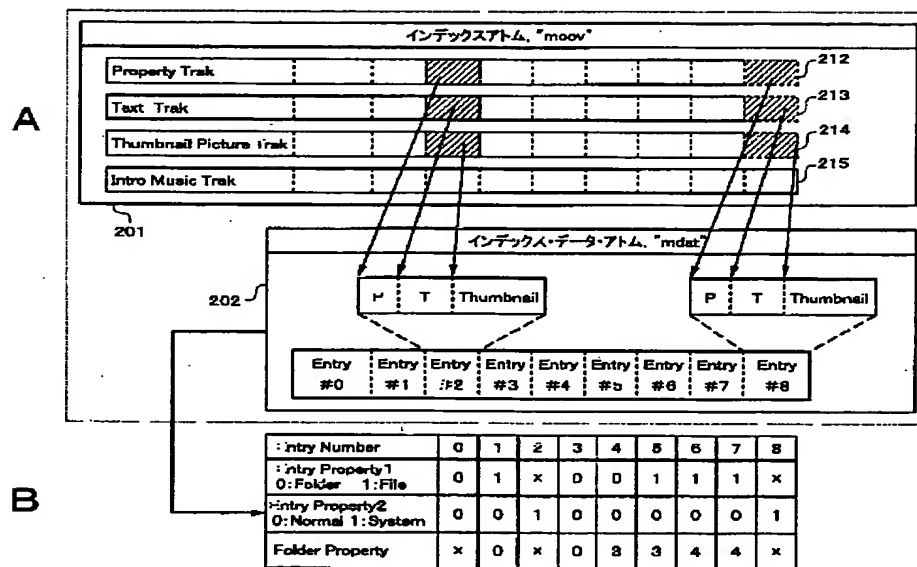 A
インデックスアトム, "moov"
Property Trak
212
Text Trak
213
Thumbnail Picture Trak
214
Intro Music Trak
215
201
インデックス・データ・アトム, "mdat"
202
P T Thumbnail
P T Thumbnail
Entry Entry Entry Entry Entry Entry Entry Entry Entry
#0 #1 #2 #3 #4 #5 #6 #7 #8
B
Entry Number 0 1 2 3 4 5 6 7 8
Entry Property1
0:Folder 1:File 0 1 × 0 0 1 1 1 ×
Entry Property2
0:Normal 1:System 0 0 1 0 0 0 0 0 1
Folder Property × 0 × 0 3 3 4 4 ×